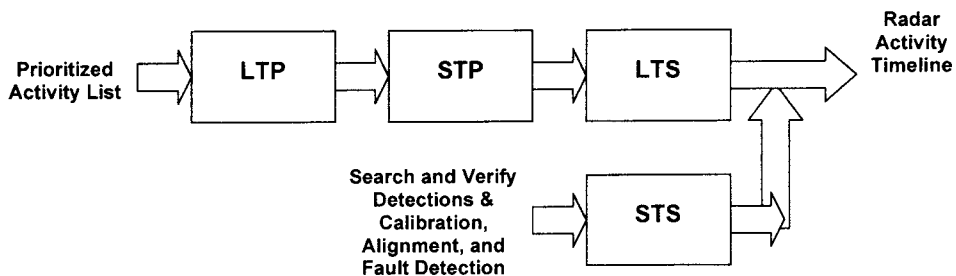 Prioritized
Activity List
LTP
STP
LTS
Radar
Activity
Timeline
Search and Verify
Detections &
Calibration,
Alignment, and
Fault Detection
STS